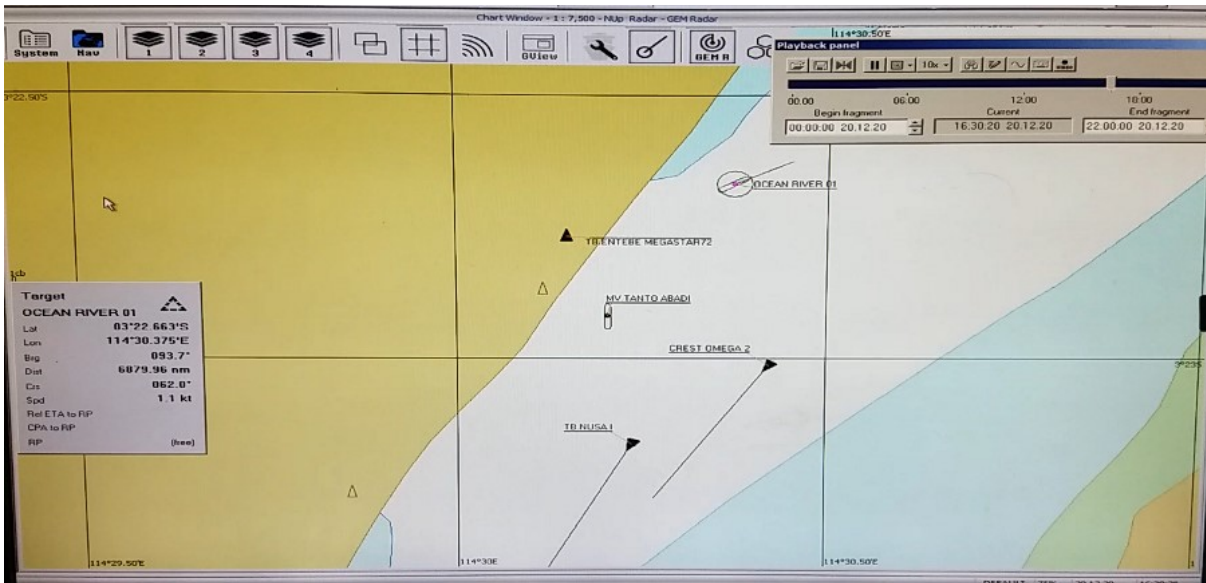 Chart Window - 1 : 7,500 - NUp Radar - GEM Radar
System
Nav
1
2
3
4
GView
GEM R
114°30.50'E
Playback panel
10x
00:00
06:00
12:00
18:00
Begin fragment
Current
End fragment
00:00:00 20.12.20
16:30:20 20.12.20
22:00:00 20.12.20
3°22.50'S
OCEAN RIVER 01
TB.ENTEBE MEGASTAR72
MV TANTO ABADI
CREST OMEGA 2
3°23'S
TB NUSA I
Target
OCEAN RIVER 01
Lat 03°22.663'S
Lon 114°30.375'E
Brg 093.7°
Dist 6879.96 nm
Crs 062.0°
Spd 1.1 kt
Rel ETA to RP
CPA to RP
RP
114°29.50'E
114°30'E
114°30.50'E